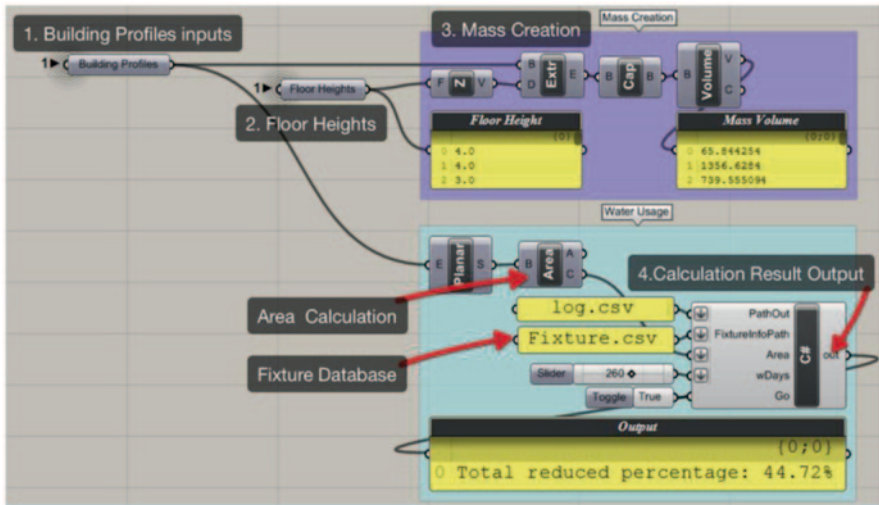 Mass Creation
1. Building Profiles inputs
3. Mass Creation
1
Building Profiles
B
D
Extr
E
B
Cap
B
B
Volume
V
C
1
Floor Heights
F
Z
V
2. Floor Heights
Floor Height
{0}
0 4.0
1 4.0
2 3.0
Mass Volume
{0;0}
0 65.844254
1 1356.6284
2 739.555094
Water Usage
E
Planar
S
B
Area
A
C
4.Calculation Result Output
Area Calculation
log.csv
Fixture.csv
Fixture Database
PathOut
FixtureInfoPath
Area
wDays
Go
C#
out
Slider
260
Toggle
True
Output
{0;0}
0 Total reduced percentage: 44.72%